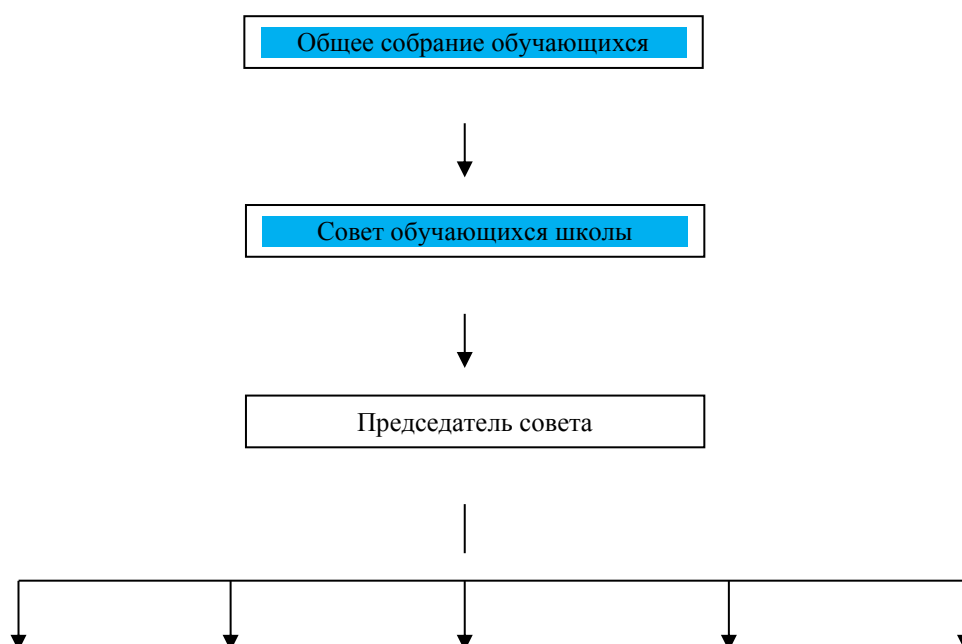 Общее собрание обучающихся
Совет обучающихся школы
Председатель совета